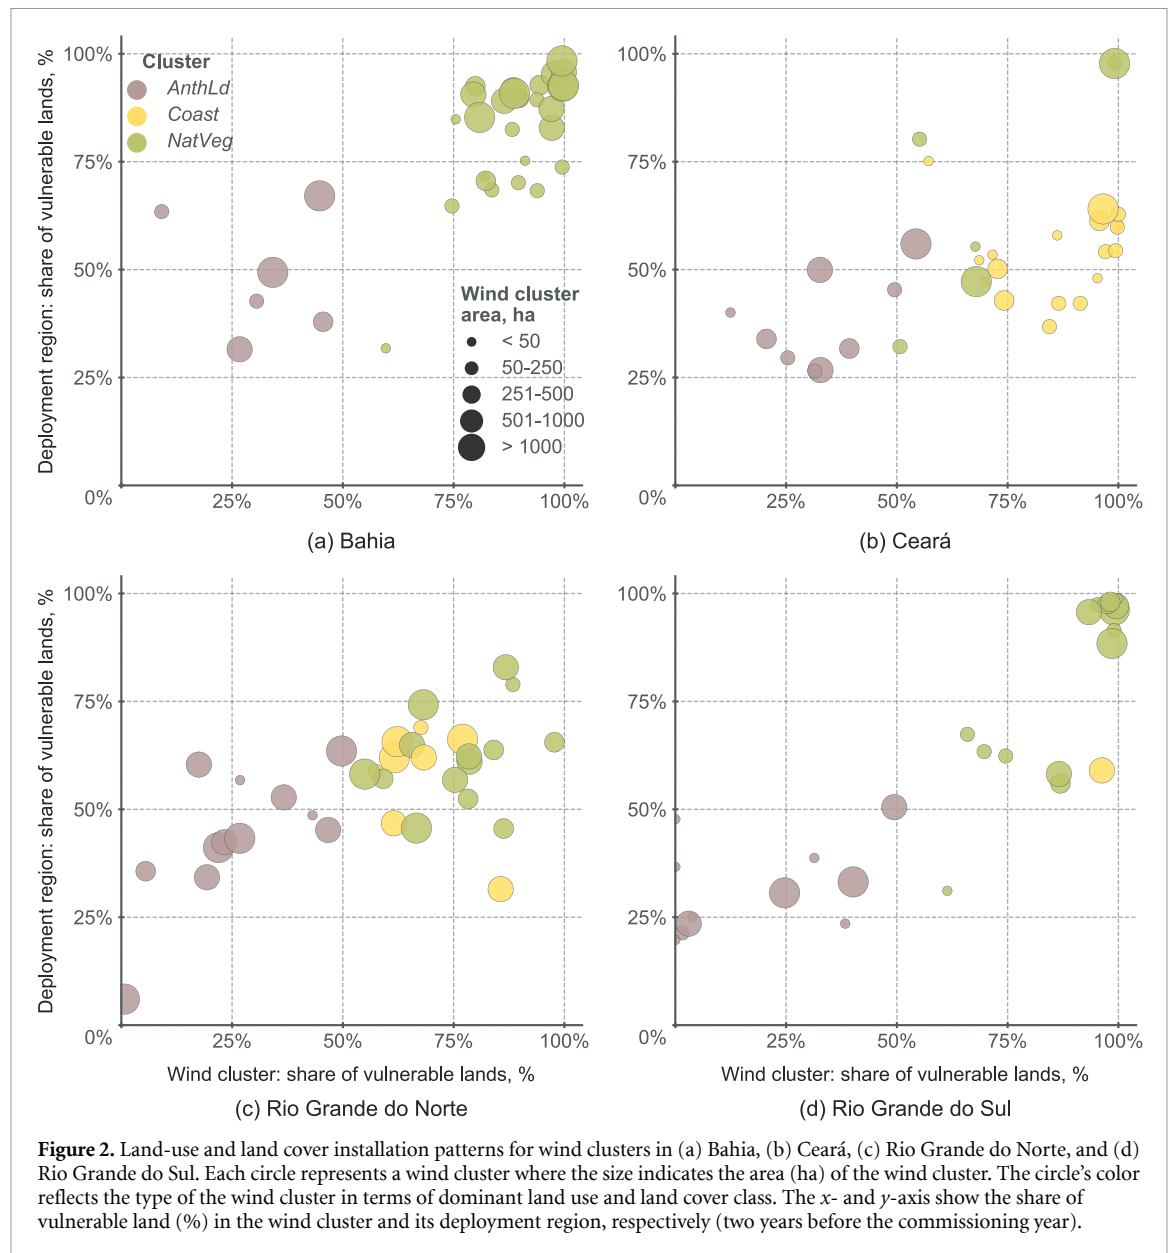 Deployment region: share of vulnerable lands, %
100%
75%
50%
25%
0%
25%
50%
75%
100%
Cluster
AnthLd
Coast
NatVeg
Wind cluster
area, ha
< 50
50-250
251-500
501-1000
> 1000
(a) Bahia
100%
75%
50%
25%
0%
25%
50%
75%
100%
(b) Ceará
Deployment region: share of vulnerable lands, %
100%
75%
50%
25%
0%
25%
50%
75%
100%
Wind cluster: share of vulnerable lands, %
(c) Rio Grande do Norte
100%
75%
50%
25%
0%
25%
50%
75%
100%
Wind cluster: share of vulnerable lands, %
(d) Rio Grande do Sul
Figure 2. Land-use and land cover installation patterns for wind clusters in (a) Bahia, (b) Ceará, (c) Rio Grande do Norte, and (d)
Rio Grande do Sul. Each circle represents a wind cluster where the size indicates the area (ha) of the wind cluster. The circle’s color
reflects the type of the wind cluster in terms of dominant land use and land cover class. The x- and y-axis show the share of
vulnerable land (%) in the wind cluster and its deployment region, respectively (two years before the commissioning year).